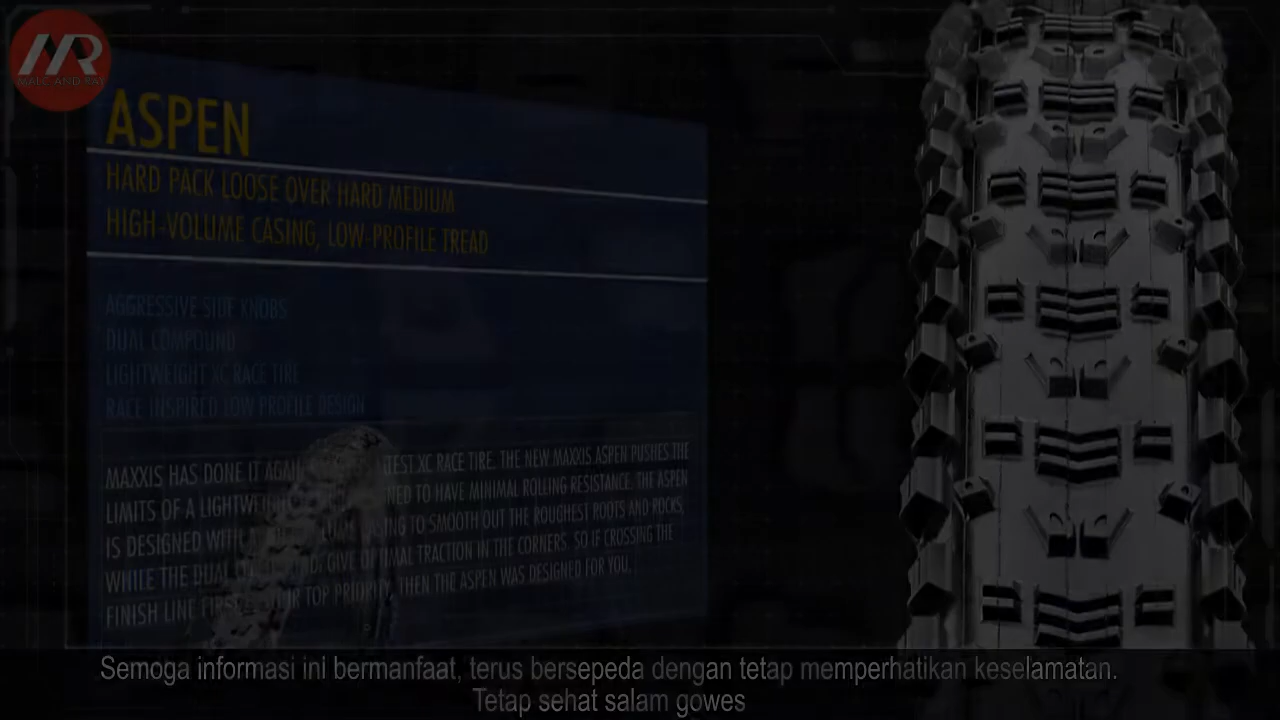 MR
MALC AND RAY
ASPEN
HARD PACK LOOSE OVER HARD MEDIUM
HIGH-VOLUME CASING, LOW-PROFILE TREAD
AGGRESSIVE SIDE KNOBS
DUAL COMPOUND
LIGHTWEIGHT XC RACE TIRE
RACE INSPIRED LOW PROFILE DESIGN
MAXXIS HAS DONE IT XC RACE TIRE. THE NEW MAXXIS ASPEN PUSHES THE
LIMITS OF A TO HAVE MINIMAL ROLLING RESISTANCE. THE ASPEN
IS DESIGNED WITH TO SMOOTH OUT THE ROUGHEST ROOTS AND ROCKS,
WHILE THE DUAL GIVE OPTIMAL TRACTION IN THE CORNERS. SO IF CROSSING THE
FINISH LINE TOP PRIORITY, THEN THE ASPEN WAS DESIGNED FOR YOU.
Semoga informasi ini bermanfaat, terus bersepeda dengan tetap memperhatikan keselamatan.
Tetap sehat salam gowes